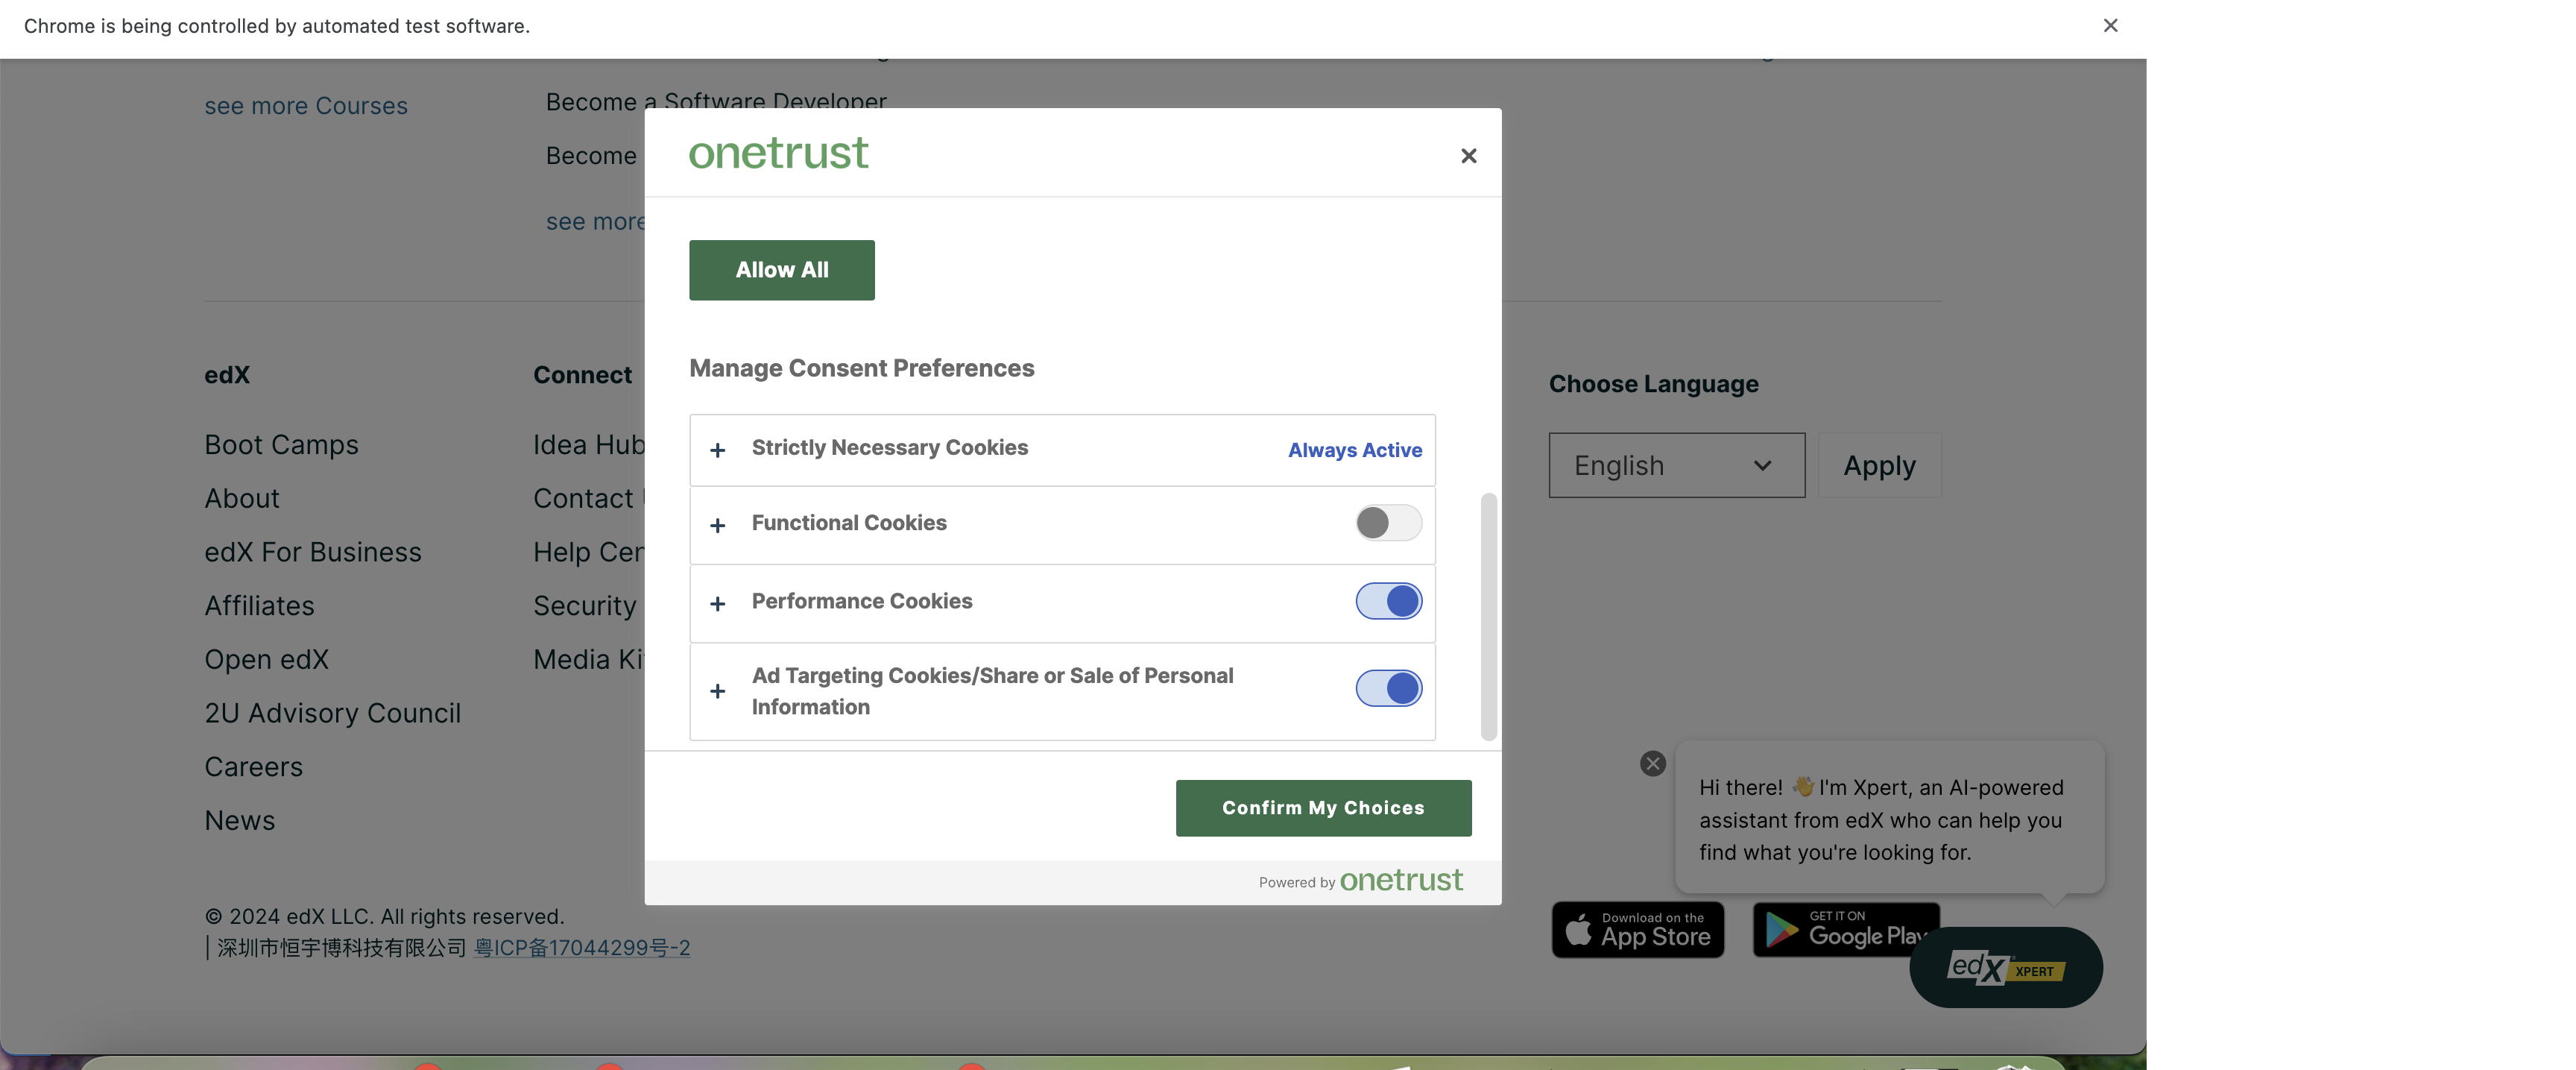 Chrome is being controlled by automated test software.
see more Courses
Become a Software Developer
Become
see more
onetrust
Allow All
Manage Consent Preferences
Strictly Necessary Cookies
Always Active
Functional Cookies
Performance Cookies
Ad Targeting Cookies/Share or Sale of Personal
Information
Confirm My Choices
Powered by onetrust
edX
Boot Camps
About
edX For Business
Affiliates
Open edX
2U Advisory Council
Careers
News
Connect
Idea Hub
Contact
Help Cen
Security
Media Ki
Choose Language
English
Apply
Hi there! 👋 I'm Xpert, an AI-powered
assistant from edX who can help you
find what you're looking for.
© 2024 edX LLC. All rights reserved.
| 深圳市恒宇博科技有限公司 粤ICP备17044299号-2
Download on the
App Store
GET IT ON
Google Play
edX XPERT